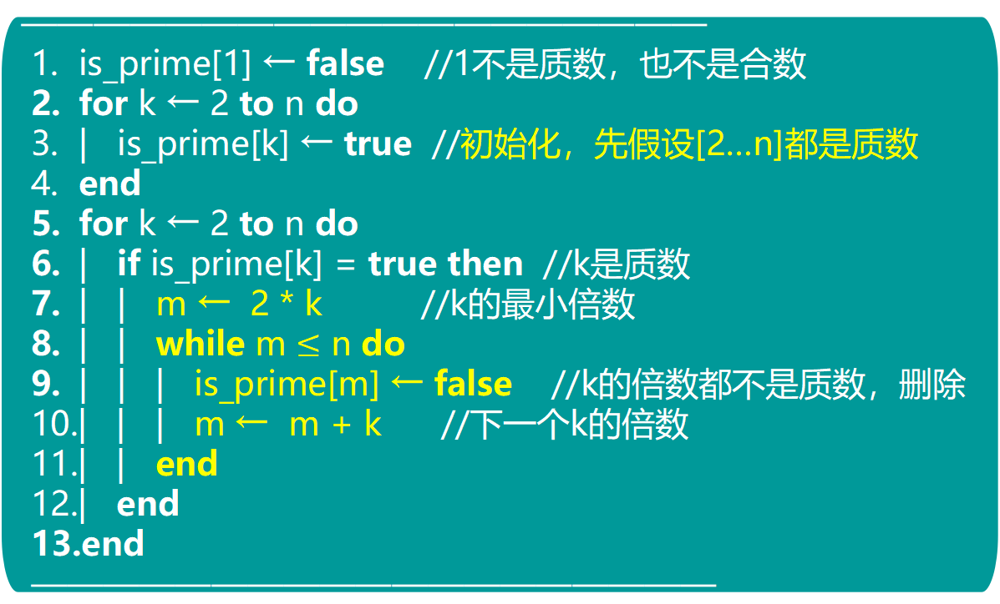 1. is_prime[1] ← false //1不是质数，也不是合数
2. for k ← 2 to n do
3. | is_prime[k] ← true //初始化，先假设[2…n]都是质数
4. end
5. for k ← 2 to n do
6. | if is_prime[k] = true then //k是质数
7. | | m ← 2 * k //k的最小倍数
8. | | while m ≤ n do
9. | | | is_prime[m] ← false //k的倍数都不是质数，删除
10.| | | m ← m + k //下一个k的倍数
11.| | end
12.| end
13.end